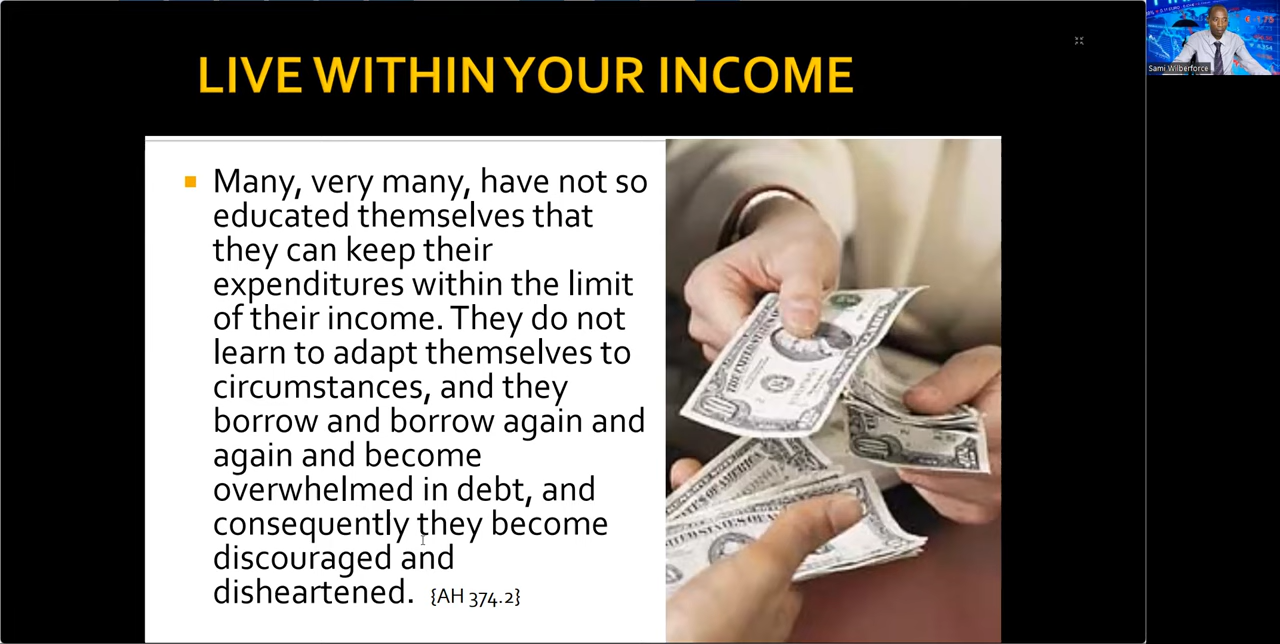 LIVE WITHIN YOUR INCOME
Many, very many, have not so
educated themselves that
they can keep their
expenditures within the limit
of their income. They do not
learn to adapt themselves to
circumstances, and they
borrow and borrow again and
again and become
overwhelmed in debt, and
consequently they become
discouraged and
disheartened. {AH 374.2}
Sami Wilberforce